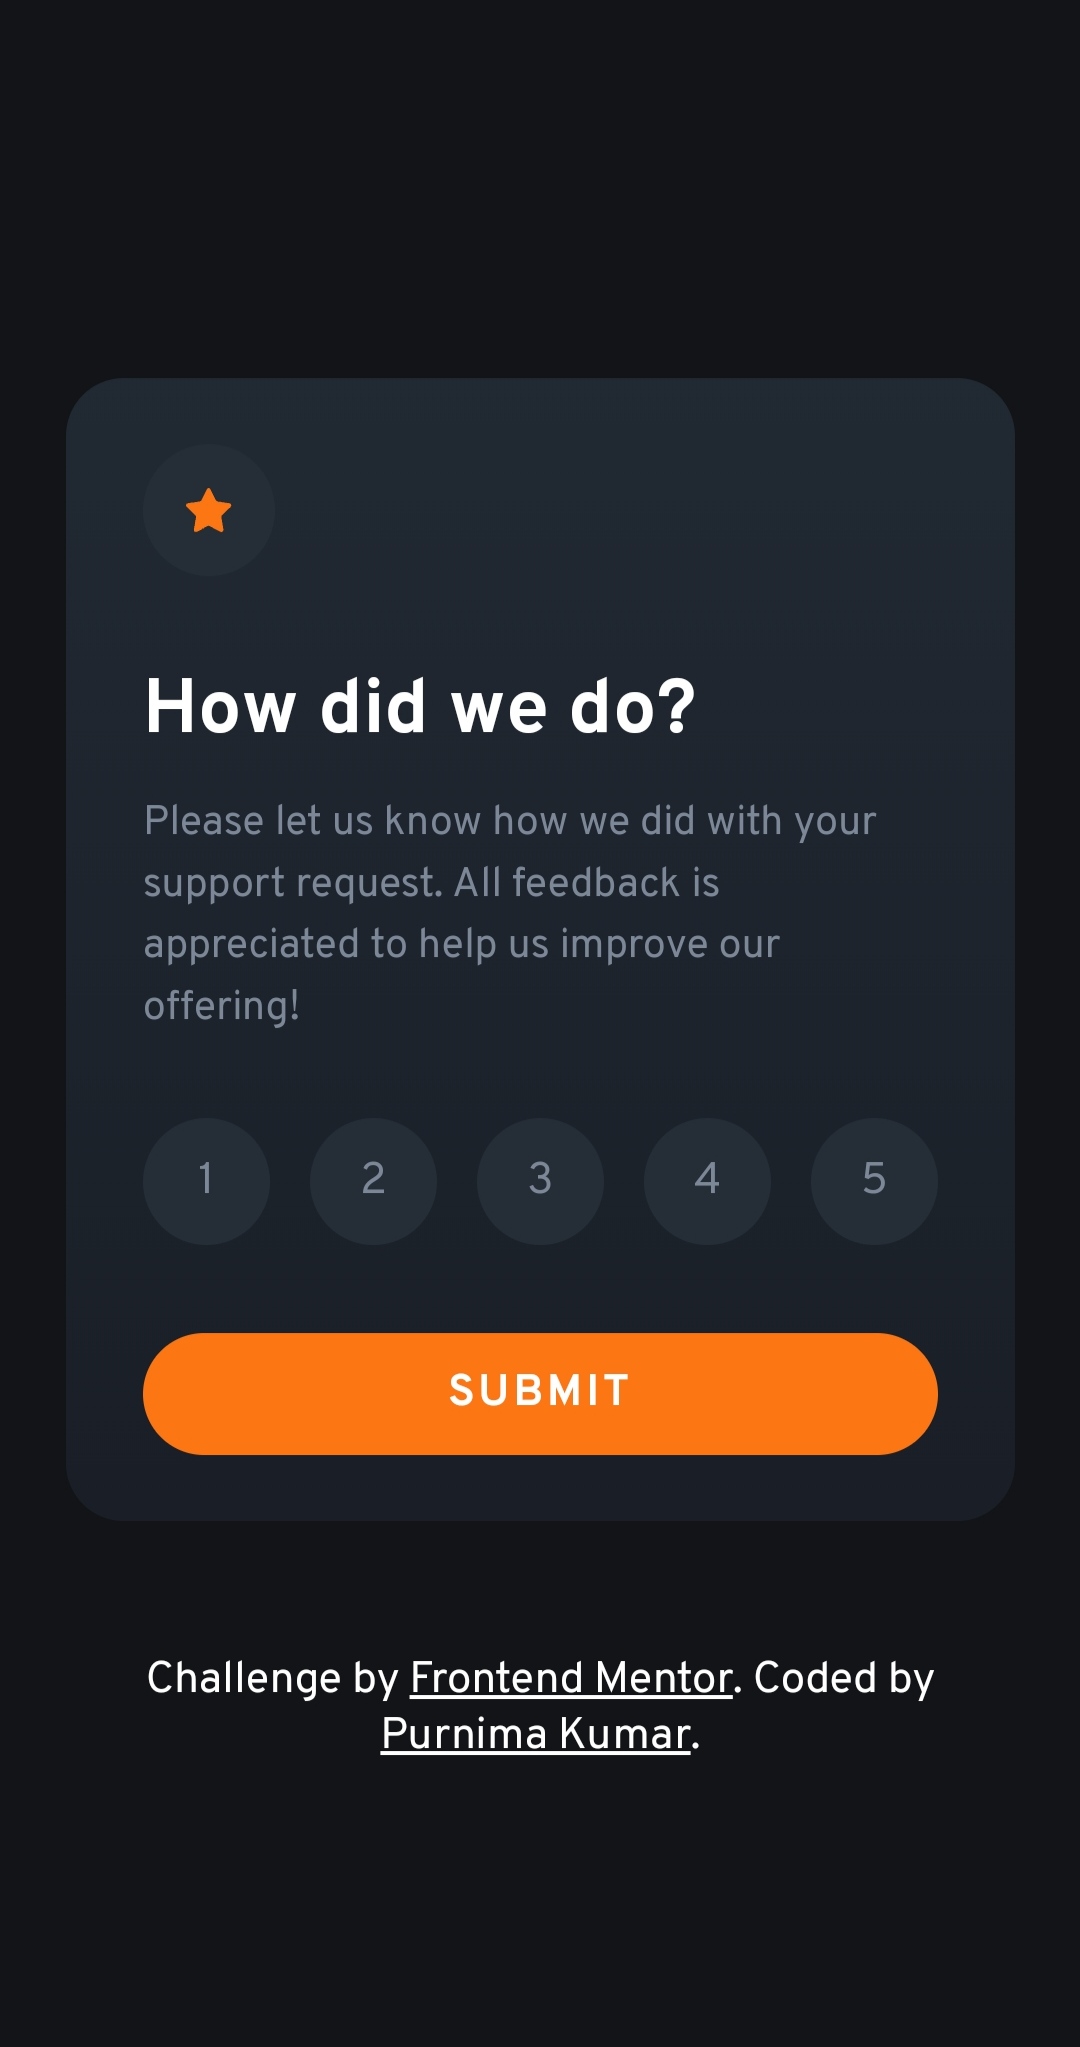 How did we do?
Please let us know how we did with your
support request. All feedback is
appreciated to help us improve our
offering!
1 2 3 4 5
SUBMIT
Challenge by Frontend Mentor. Coded by
Purnima Kumar.